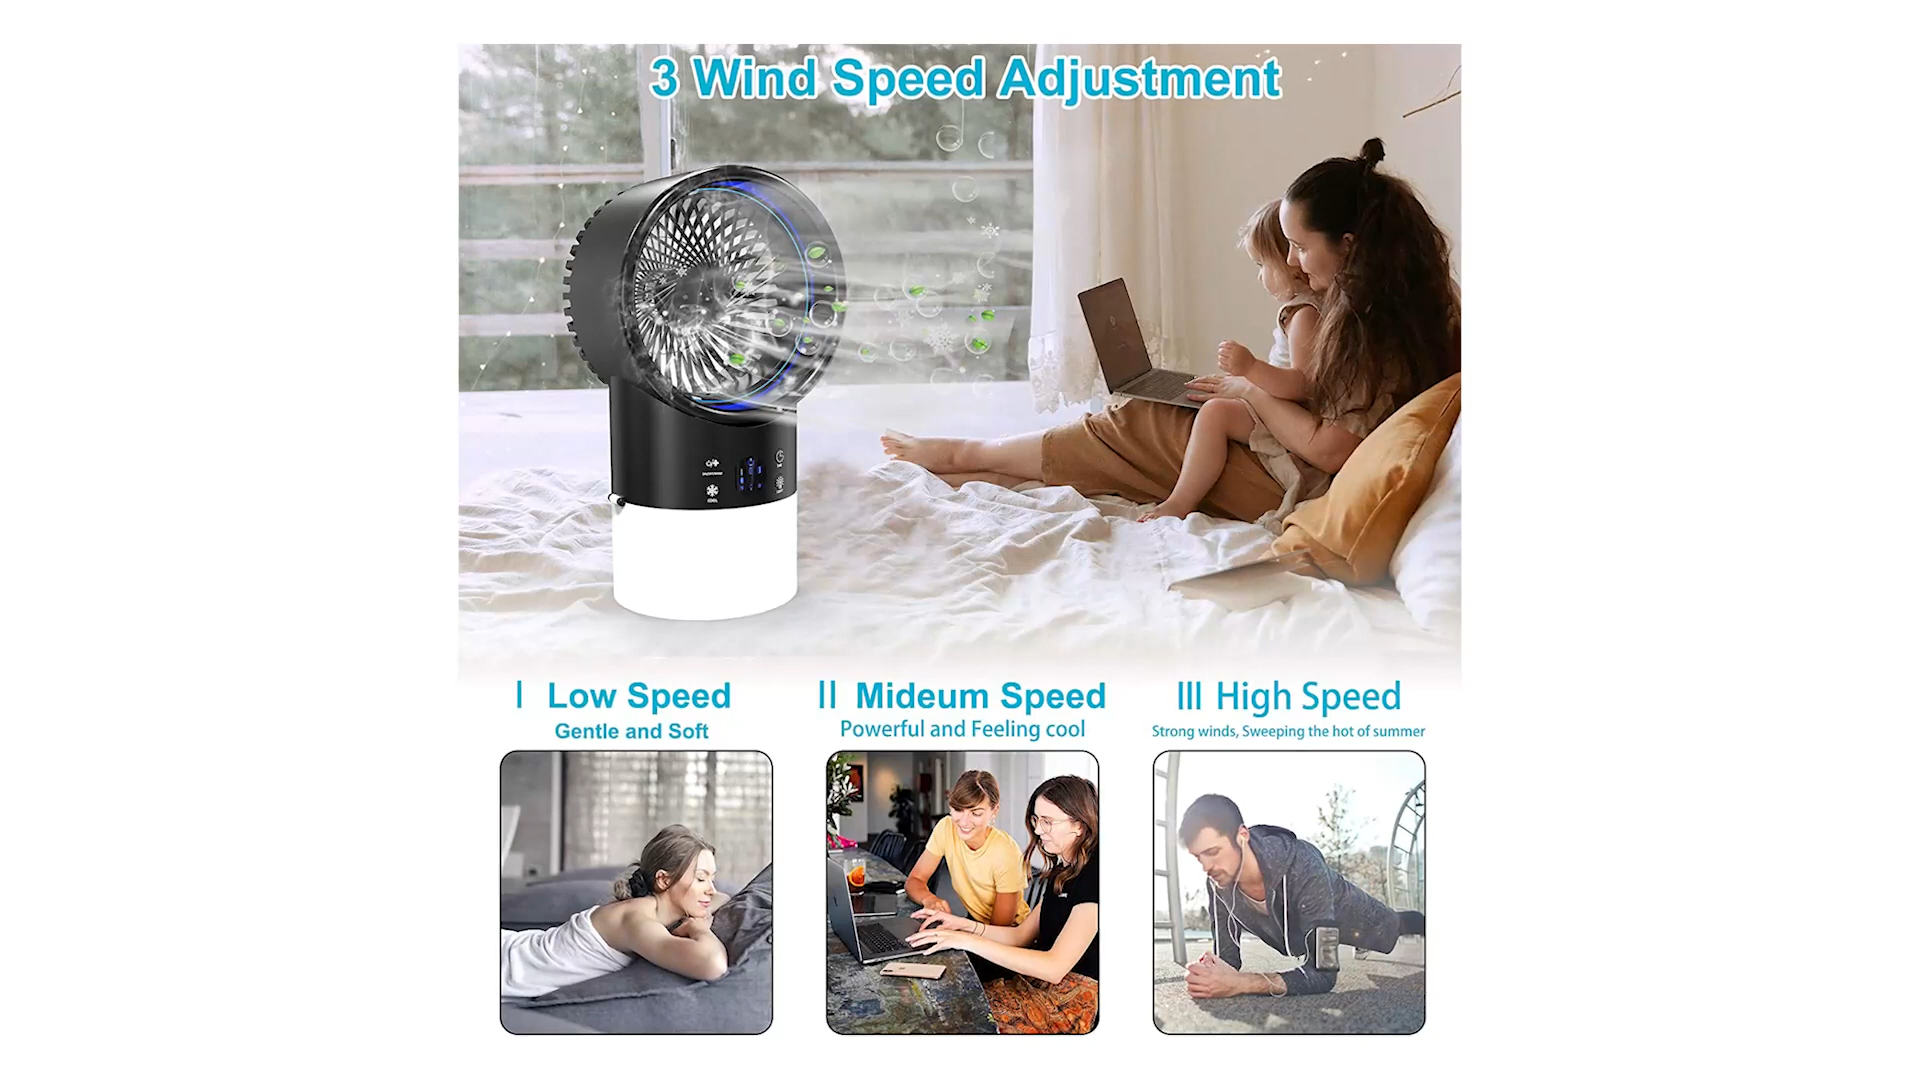 3 Wind Speed Adjustment
COOL
I Low Speed
Gentle and Soft
II Mideum Speed
Powerful and Feeling cool
III High Speed
Strong winds, Sweeping the hot of summer